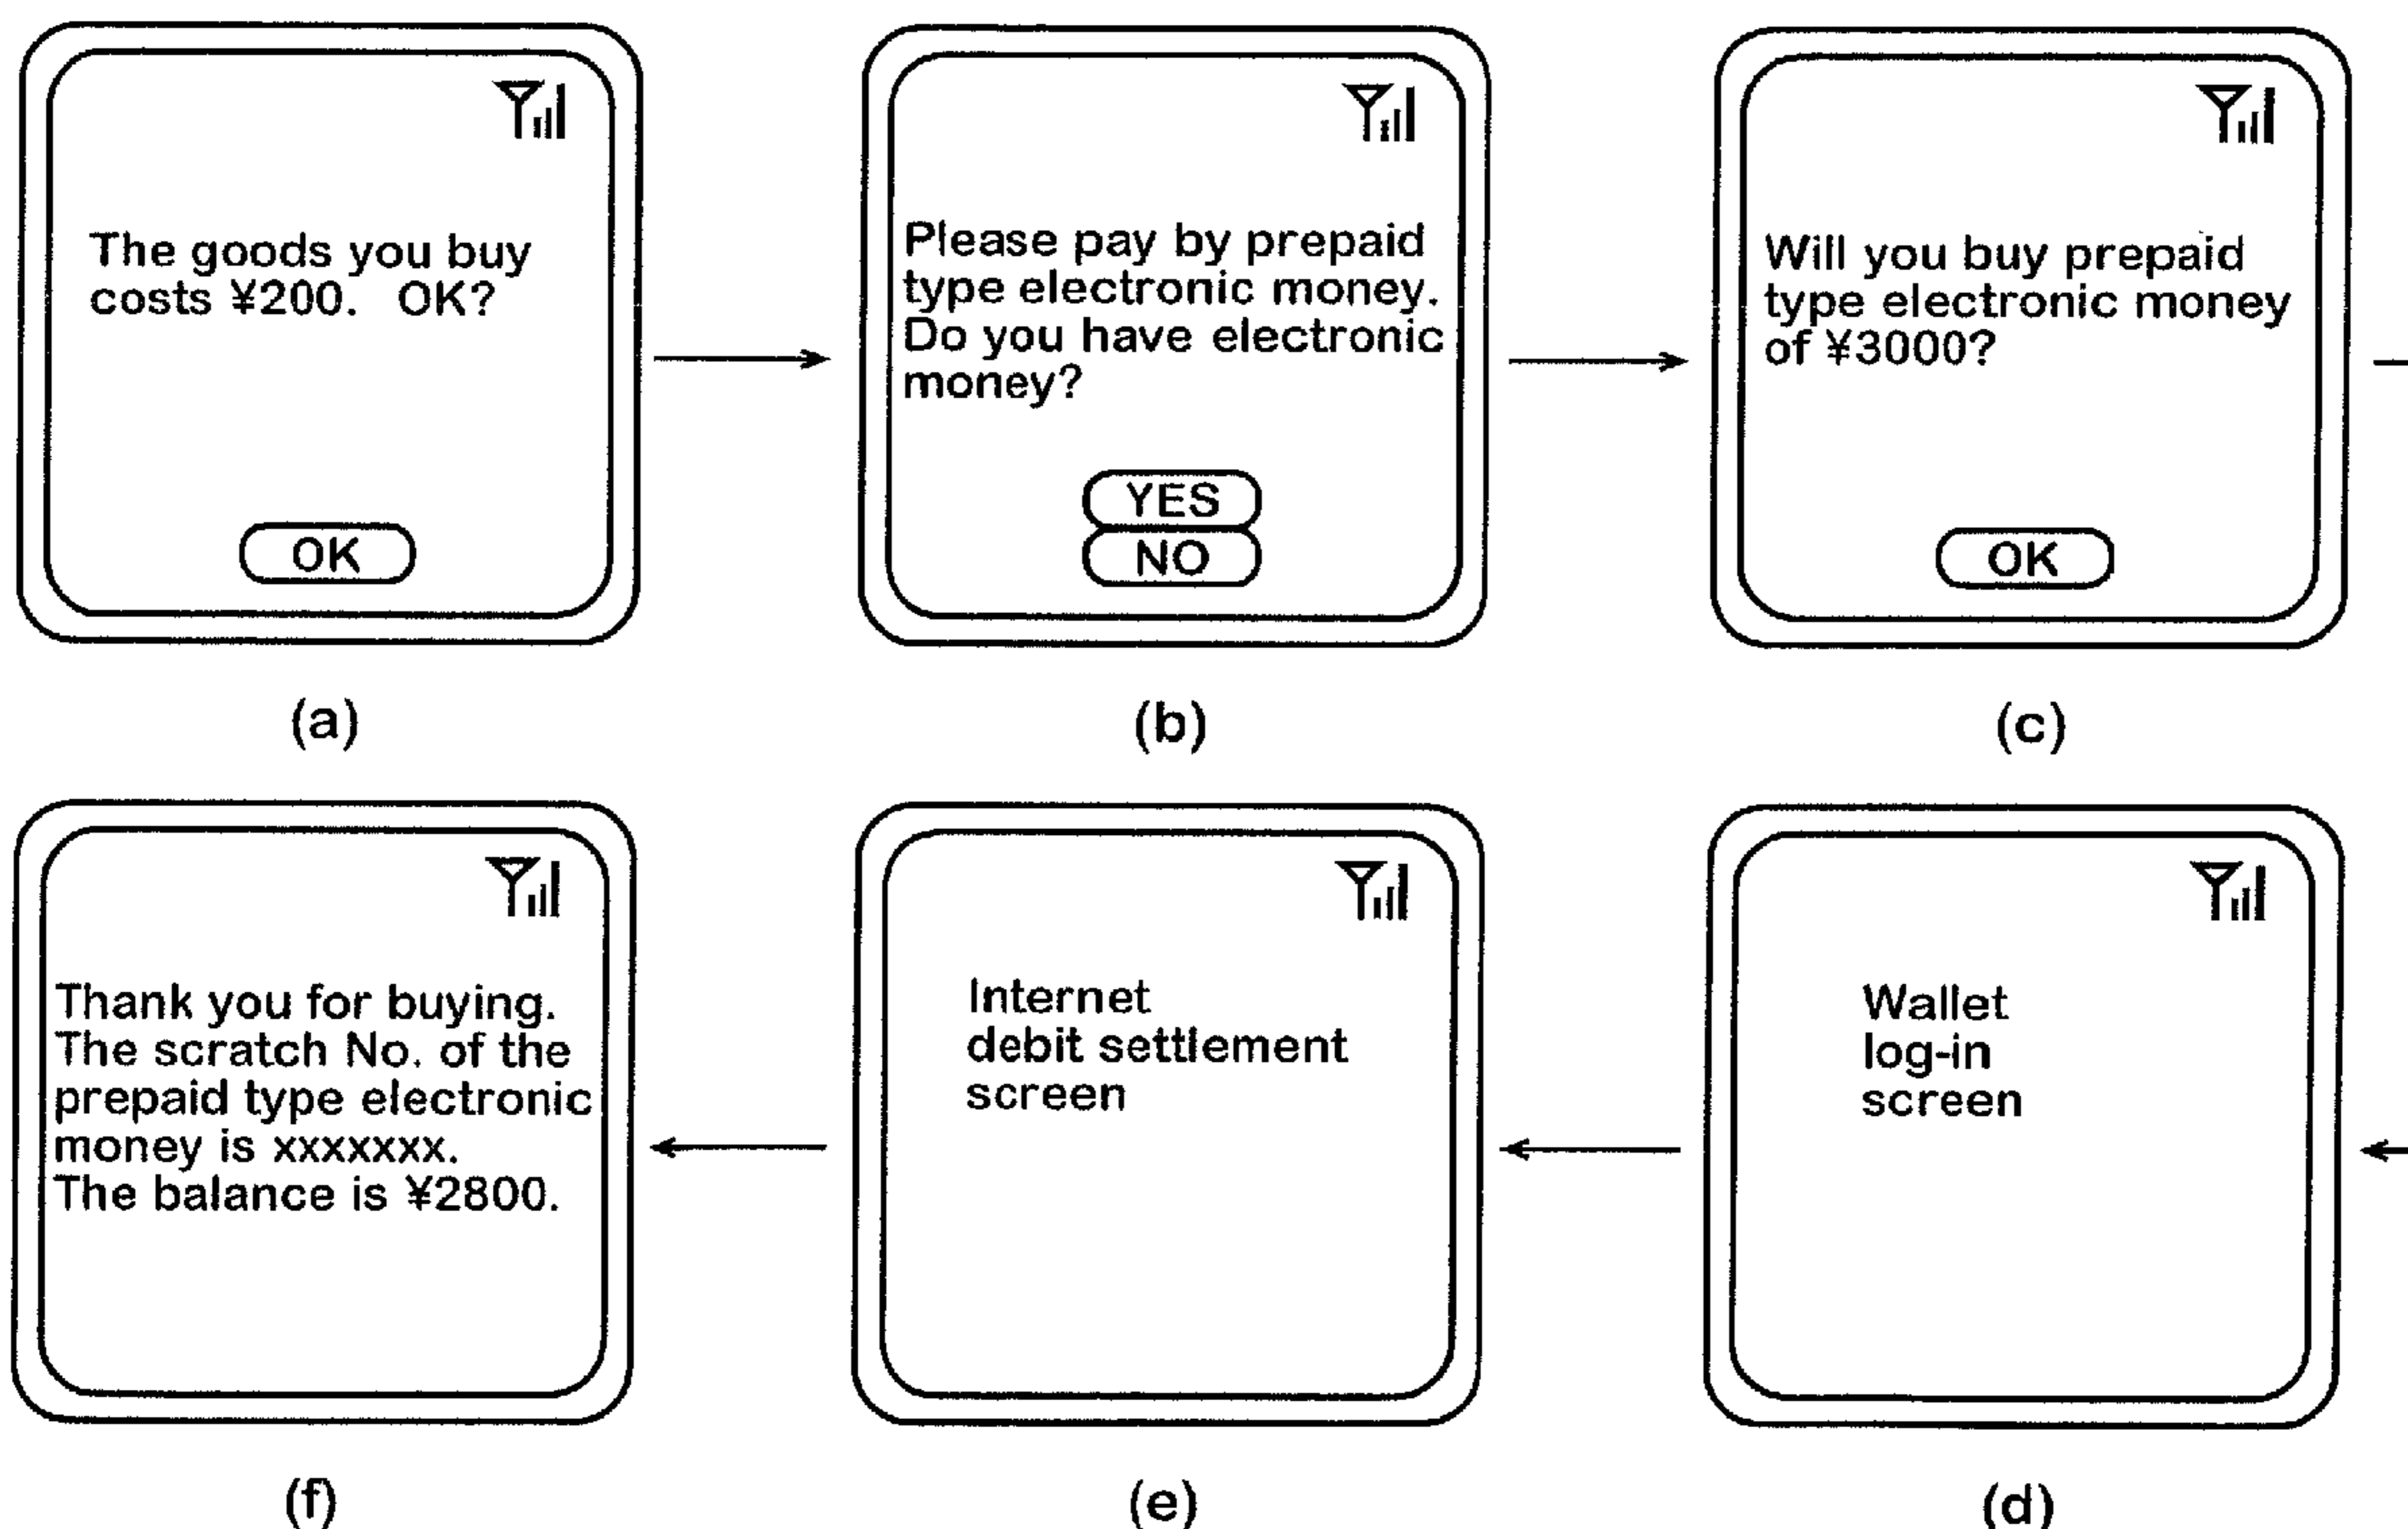 The goods you buy
costs ¥200. OK?
OK
(a)
Please pay by prepaid
type electronic money.
Do you have electronic
money?
YES
NO
(b)
Will you buy prepaid
type electronic money
of ¥3000?
OK
(c)
Wallet
log-in
screen
(d)
Internet
debit settlement
screen
(e)
Thank you for buying.
The scratch No. of the
prepaid type electronic
money is xxxxxxx.
The balance is ¥2800.
(f)